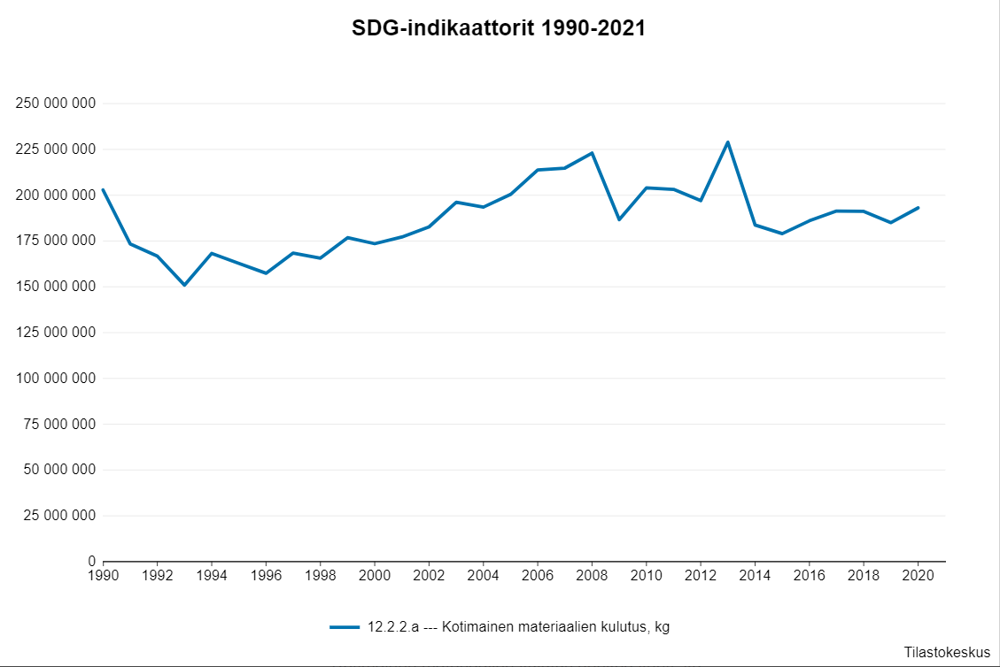 SDG-indikaattorit 1990-2021
250 000 000
225 000 000
200 000 000
175 000 000
150 000 000
125 000 000
100 000 000
75 000 000
50 000 000
25 000 000
0
1990 1992 1994 1996 1998 2000 2002 2004 2006 2008 2010 2012 2014 2016 2018 2020
12.2.2.a --- Kotimainen materiaalien kulutus, kg
Tilastokeskus